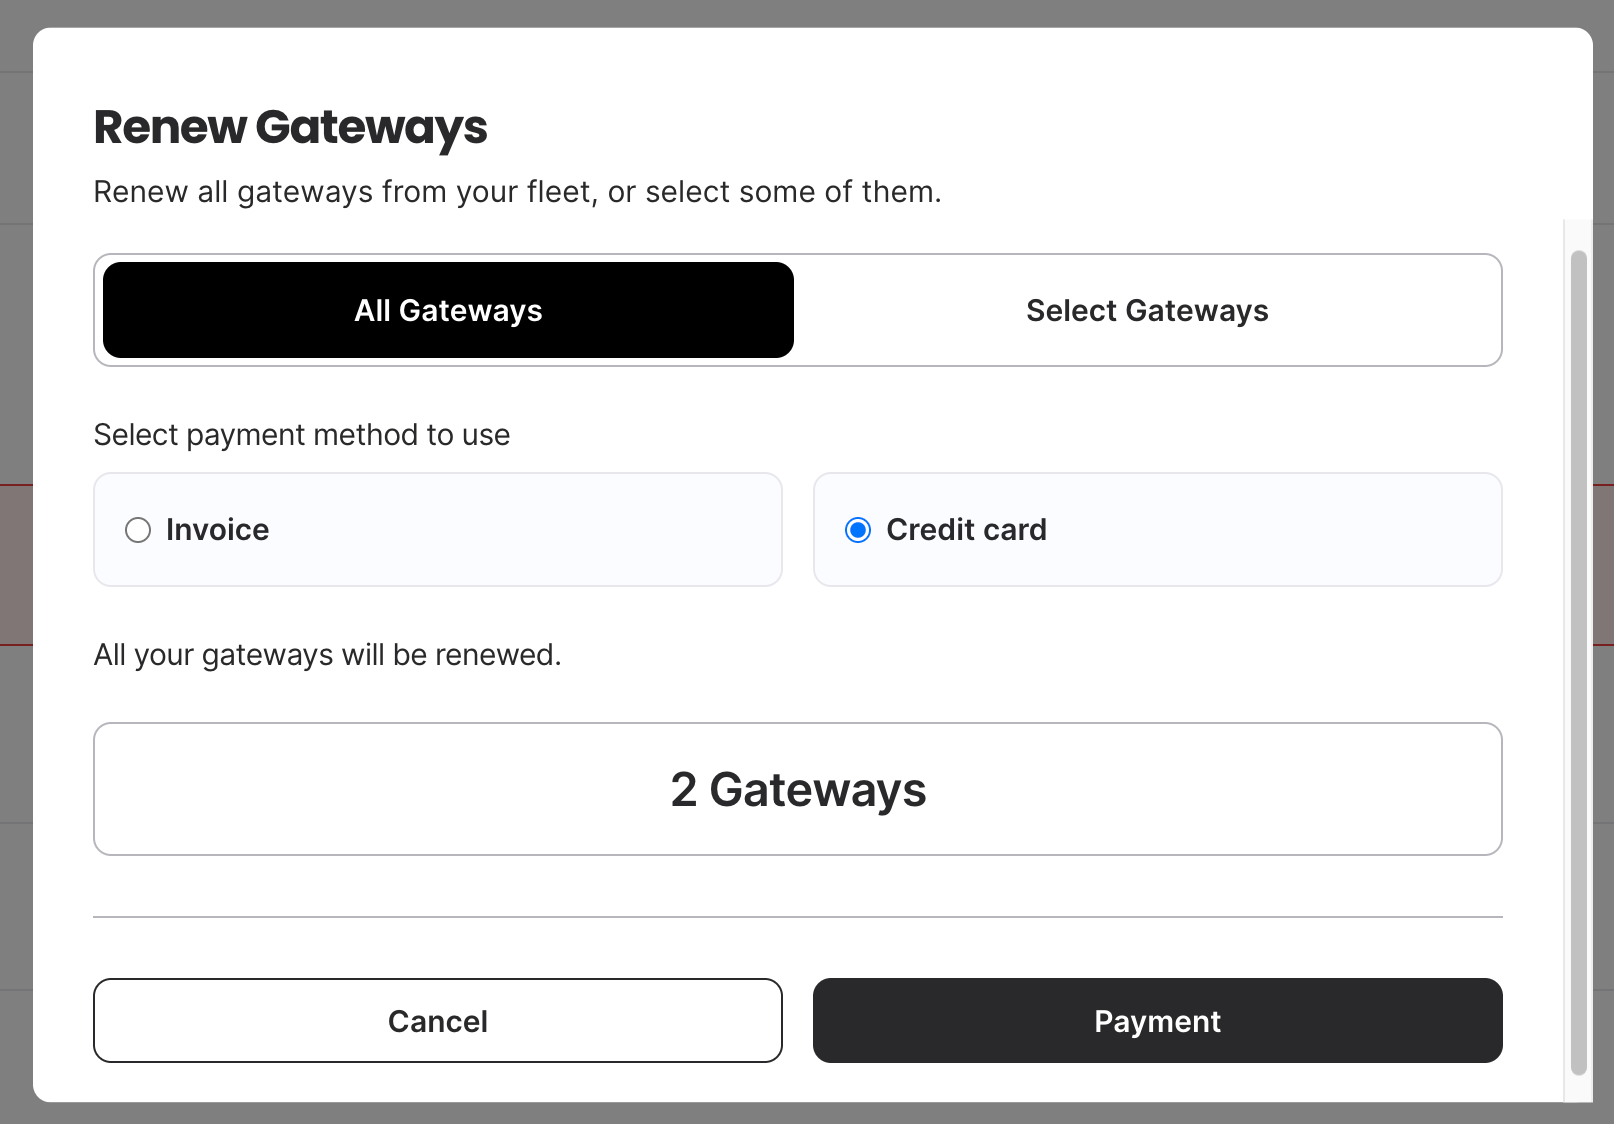 Renew Gateways
Renew all gateways from your fleet, or select some of them.
All Gateways
Select Gateways
Select payment method to use
Invoice
Credit card
All your gateways will be renewed.
2 Gateways
Cancel
Payment